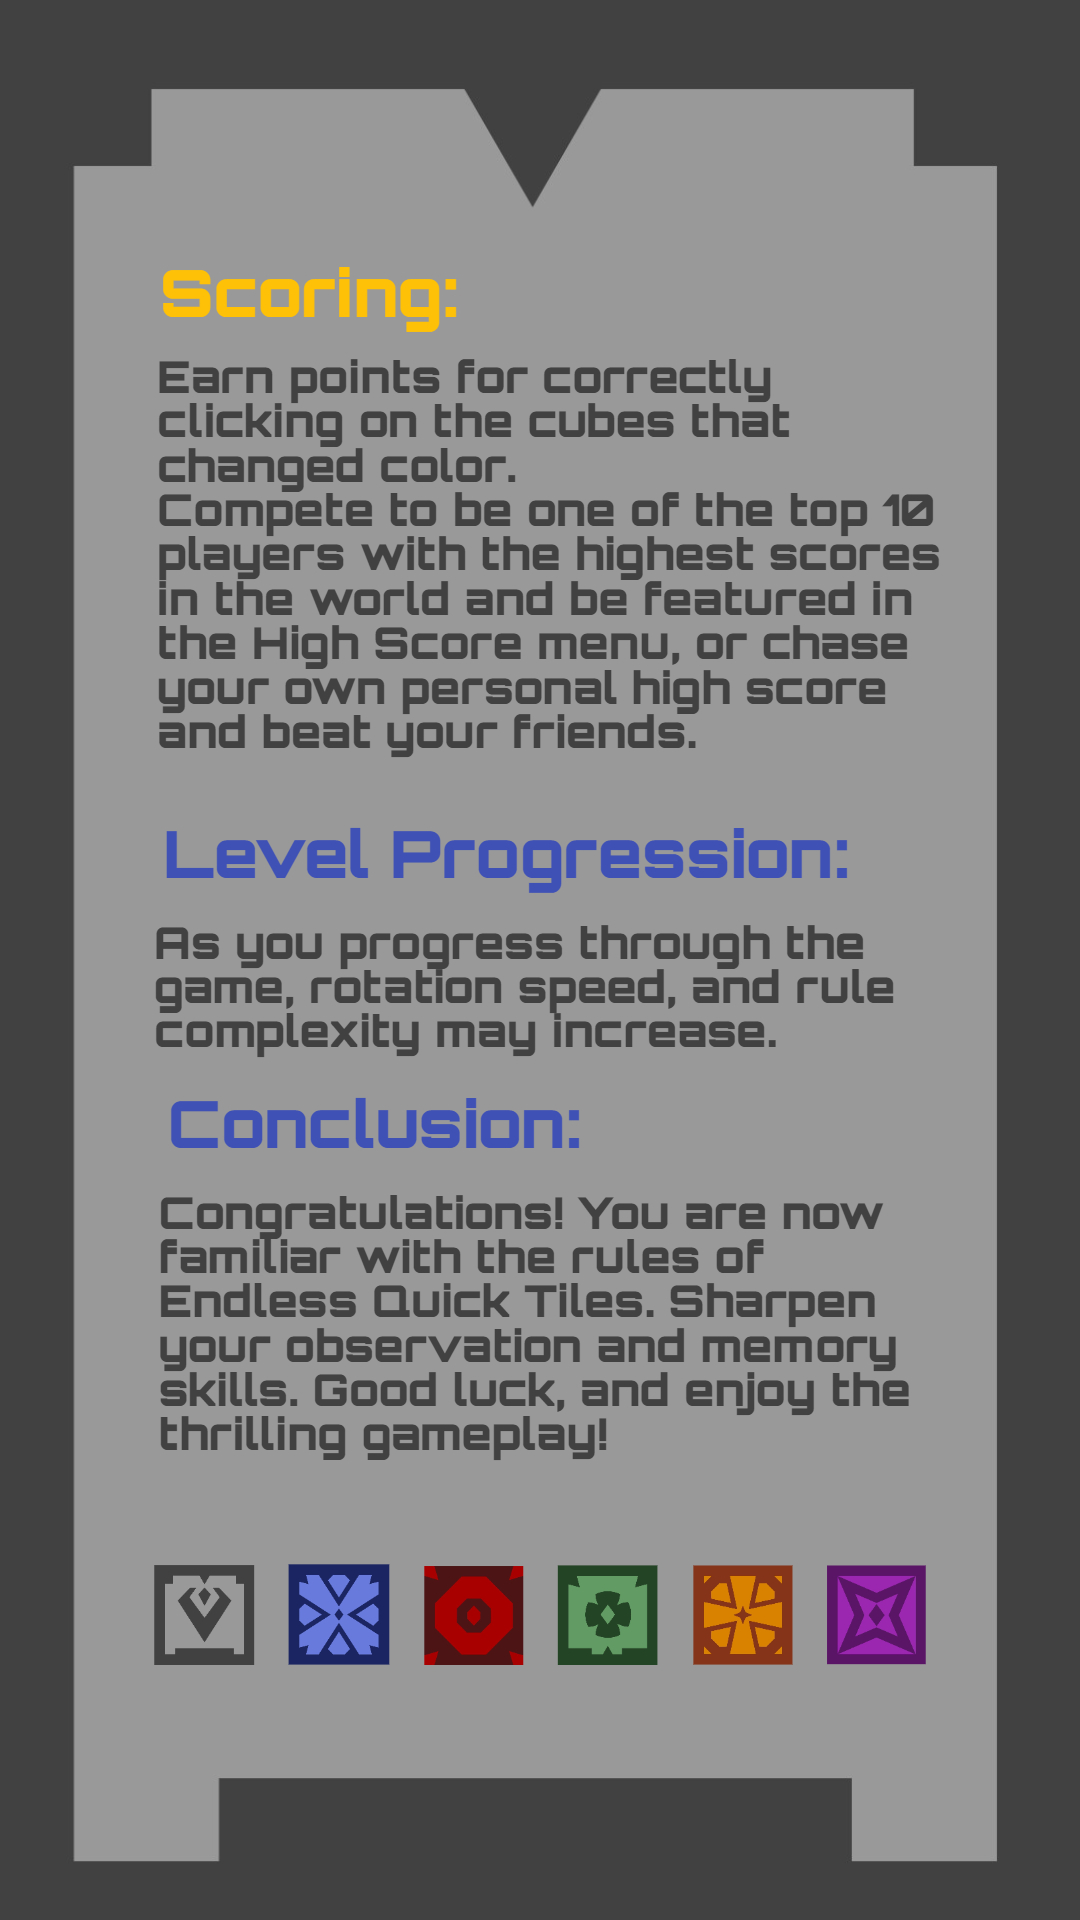 Scoring:
Earn points for correctly
clicking on the cubes that
changed color.
Compete to be one of the top 10
players with the highest scores
in the world and be featured in
the High Score menu, or chase
your own personal high score
and beat your friends.
Level Progression:
As you progress through the
game, rotation speed, and rule
complexity may increase.
Conclusion:
Congratulations! You are now
familiar with the rules of
Endless Quick Tiles. Sharpen
your observation and memory
skills. Good luck, and enjoy the
thrilling gameplay!